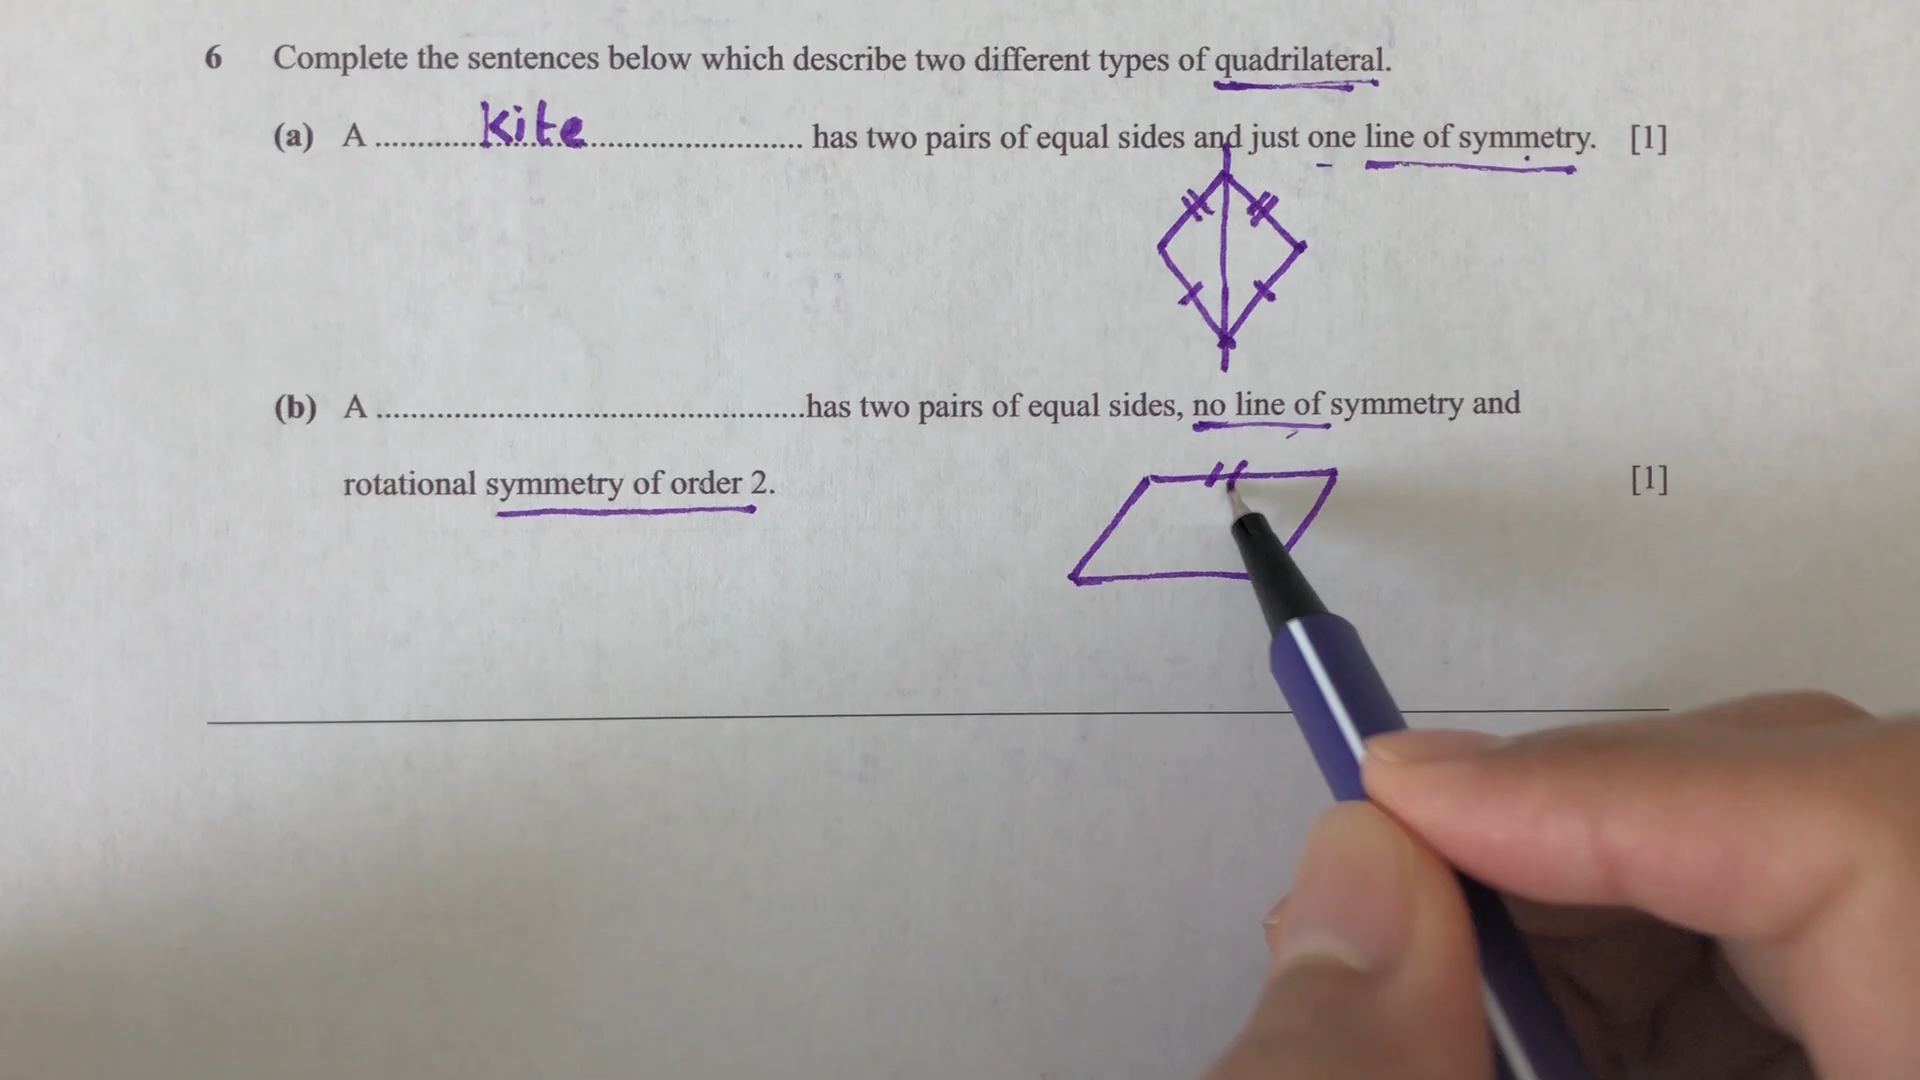 6 Complete the sentences below which describe two different types of quadrilateral.
(a) A ..........kite......................... has two pairs of equal sides and just one line of symmetry. [1]
(b) A ..................................................has two pairs of equal sides, no line of symmetry and
rotational symmetry of order 2. [1]